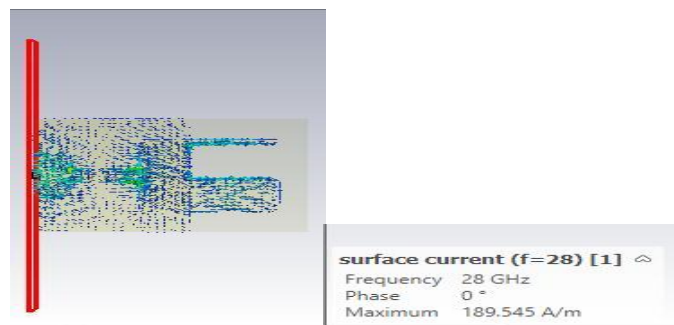 surface current (f=28) [1]
Frequency 28 GHz
Phase 0 °
Maximum 189.545 A/m